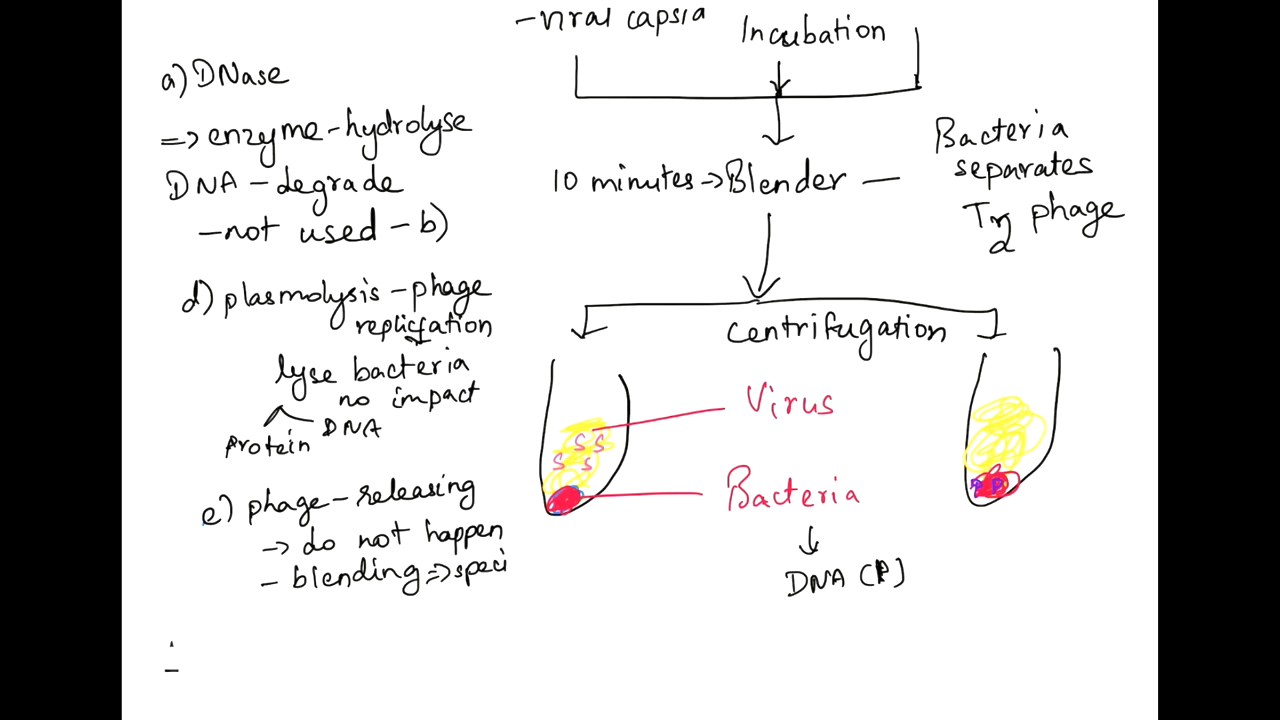 -viral capsid
Incubation
a) DNase
=> enzyme-hydrolyse
DNA - degrade
-not used - b)
10 minutes -> Blender —
Bacteria
separates
T2 phage
d) plasmolysis - phage
replication
lyse bacteria
no impact
protein DNA
centrifugation
Virus
S S
S S
Bacteria
P P
DNA (P)
e) phage - releasing
-> do not happen
- blending => speci